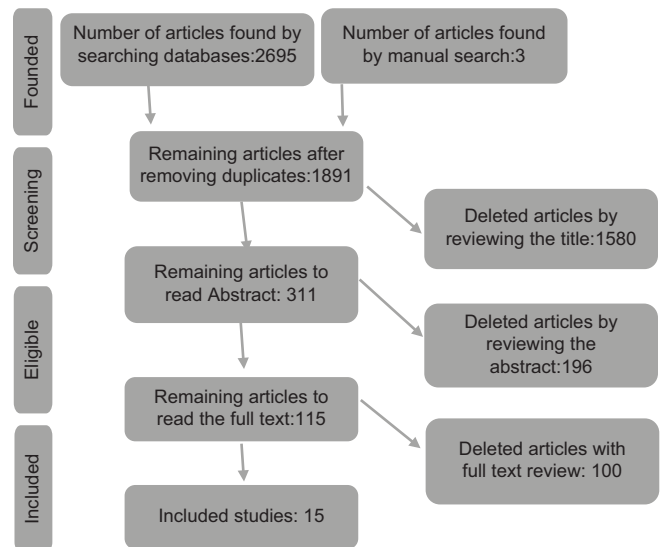 Founded
Number of articles found by
searching databases:2695
Number of articles found
by manual search:3
Screening
Remaining articles after
removing duplicates:1891
Deleted articles by
reviewing the title:1580
Remaining articles to
read Abstract: 311
Eligible
Deleted articles by
reviewing the
abstract:196
Remaining articles to
read the full text:115
Deleted articles with
full text review: 100
Included
Included studies: 15